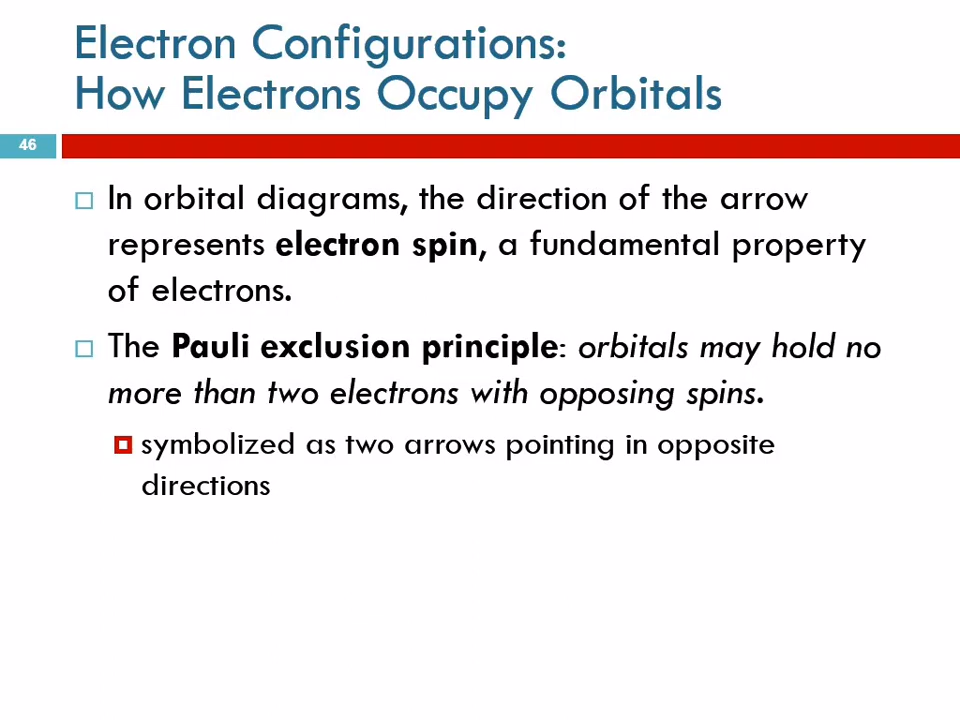 Electron Configurations:
How Electrons Occupy Orbitals
46
In orbital diagrams, the direction of the arrow
represents electron spin, a fundamental property
of electrons.
The Pauli exclusion principle: orbitals may hold no
more than two electrons with opposing spins.
symbolized as two arrows pointing in opposite
directions